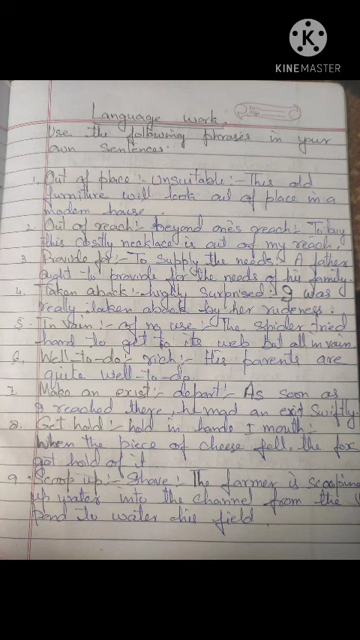 KINEMASTER
Language work.
Use the following phrases in your
own sentences:
1. Out of place :- Unsuitable :- This old
furniture will look out of place in a
modern house.
2. Out of reach :- beyond one's reach :- To buy
this costly necklace is out of my reach.
3. Provide for :- To supply the needs :- A father
ought to provide for the needs of his family
4. Taken aback :- highly surprised :- I was
really taken aback by her rudeness.
5. In vain :- of no use :- The spider tried
hard to get to its web but all in vain.
6. Well-to-do :- rich :- His parents are
quite well-to-do.
7. Make an exist :- depart :- As soon as
I reached there, he mad an exit swiftly.
8. Get hold :- hold in hands I mouth :-
When the piece of cheese fell, the fox
got hold of it.
9. Scoop up :- Shove :- The farmer is scooping
up water into the channel from the
pond to water his field.